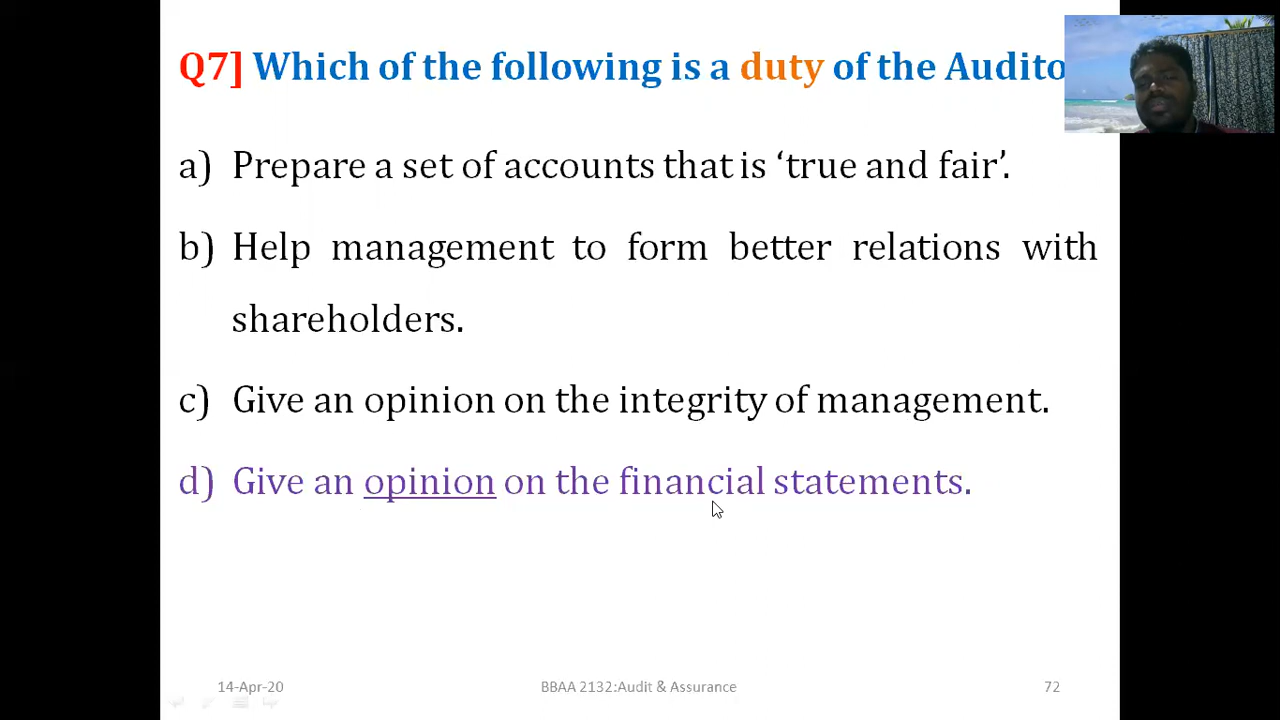 Q7] Which of the following is a duty of the Audito
a) Prepare a set of accounts that is ‘true and fair’.
b) Help management to form better relations with
shareholders.
c) Give an opinion on the integrity of management.
d) Give an opinion on the financial statements.
14-Apr-20 BBAA 2132:Audit & Assurance 72